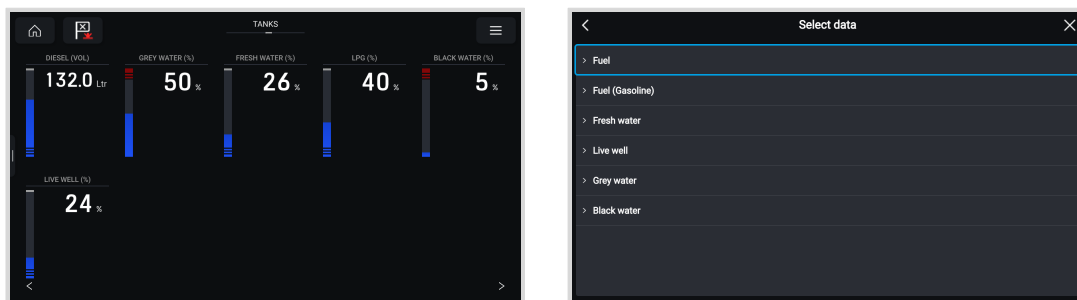 TANKS
DIESEL (VOL)
132.0 Ltr
GREY WATER (%)
50 %
FRESH WATER (%)
26 %
LPG (%)
40 %
BLACK WATER (%)
5 %
LIVE WELL (%)
24 %
Select data
Fuel
Fuel (Gasoline)
Fresh water
Live well
Grey water
Black water